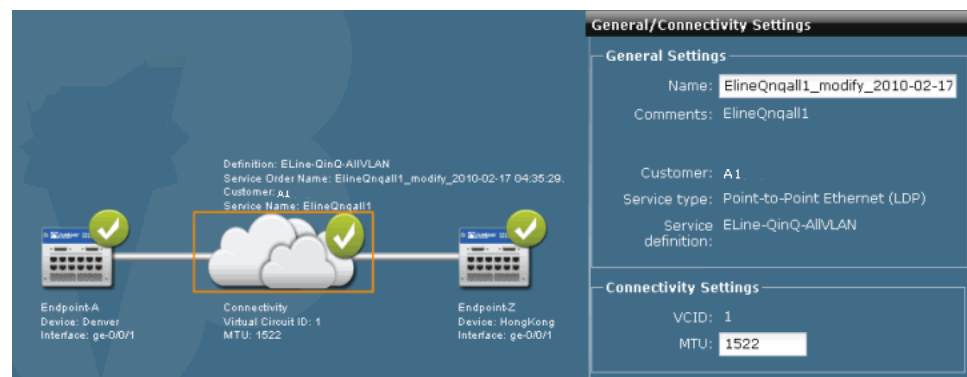 General/Connectivity Settings
General Settings
Name: ElineQnqall1_modify_2010-02-17
Comments: ElineQnqall1
Customer: A1
Service type: Point-to-Point Ethernet (LDP)
Service definition: ELine-QinQ-AllVLAN
Connectivity Settings
VCID: 1
MTU: 1522
Definition: ELine-QinQ-AllVLAN
Service Order Name: ElineQnqall1_modify_2010-02-17 04:35:29.
Customer: A1
Service Name: ElineQnqall1
Endpoint-A
Device: Denver
Interface: ge-0/0/1
Connectivity
Virtual Circuit ID: 1
MTU: 1522
Endpoint-Z
Device: HongKong
Interface: ge-0/0/1